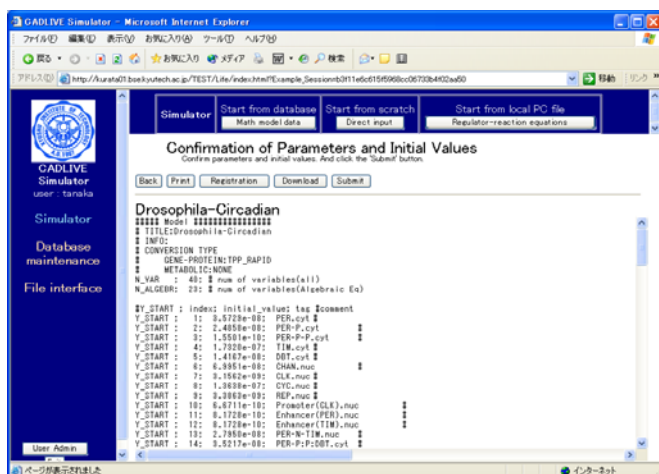 GADLIVE Simulator - Microsoft Internet Explorer
ファイル(F) 編集(E) 表示(V) お気に入り(A) ツール(T) ヘルプ(H)
戻る 検索 お気に入り メディア
アドレス(D) 移動 リンク
Simulator
Start from database
Math model data
Start from scratch
Direct input
Start from local PC file
Regulator-reaction equations
CADLIVE
Simulator
user : tanaka
Simulator
Database
maintenance
File interface
User Admin
Confirmation of Parameters and Initial Values
Confirm parameters and initial values. And click the 'Submit' button.
Back Print Registration Download Submit
Drosophila-Circadian
##### Model ################
# TITLE:Drosophila-Circadian
# INFO:
# CONVERSION TYPE
# GENE-PROTEIN:TPP_RAPID
# METABOLIC:NONE
N_VAR : 40; # num of variables(all)
N_ALGEBR: 23; # num of variables(Algebraic Eq)
#Y_START : index: initial_value; tag #comment
Y_START : 1: 3.5723e-08; PER.cyt #
Y_START : 2: 2.4858e-08; PER-P.cyt #
Y_START : 3: 1.5501e-10; PER-P-P.cyt #
Y_START : 4: 1.7320e-07; TIM.cyt #
Y_START : 5: 1.4167e-08; DBT.cyt #
Y_START : 6: 6.9951e-08; CHAN.nuc #
Y_START : 7: 3.1562e-09; CLK.nuc #
Y_START : 8: 1.3638e-07; CYC.nuc #
Y_START : 9: 3.3863e-09; REP.nuc #
Y_START : 10: 6.6711e-10; Promoter(CLK).nuc #
Y_START : 11: 8.1728e-10; Enhancer(PER).nuc #
Y_START : 12: 8.1728e-10; Enhancer(TIM).nuc #
Y_START : 13: 2.7950e-08; PER-N-TIM.nuc #
Y_START : 14: 3.5217e-08; PER-P:P:DBT.cyt #
ページが表示されました インターネット